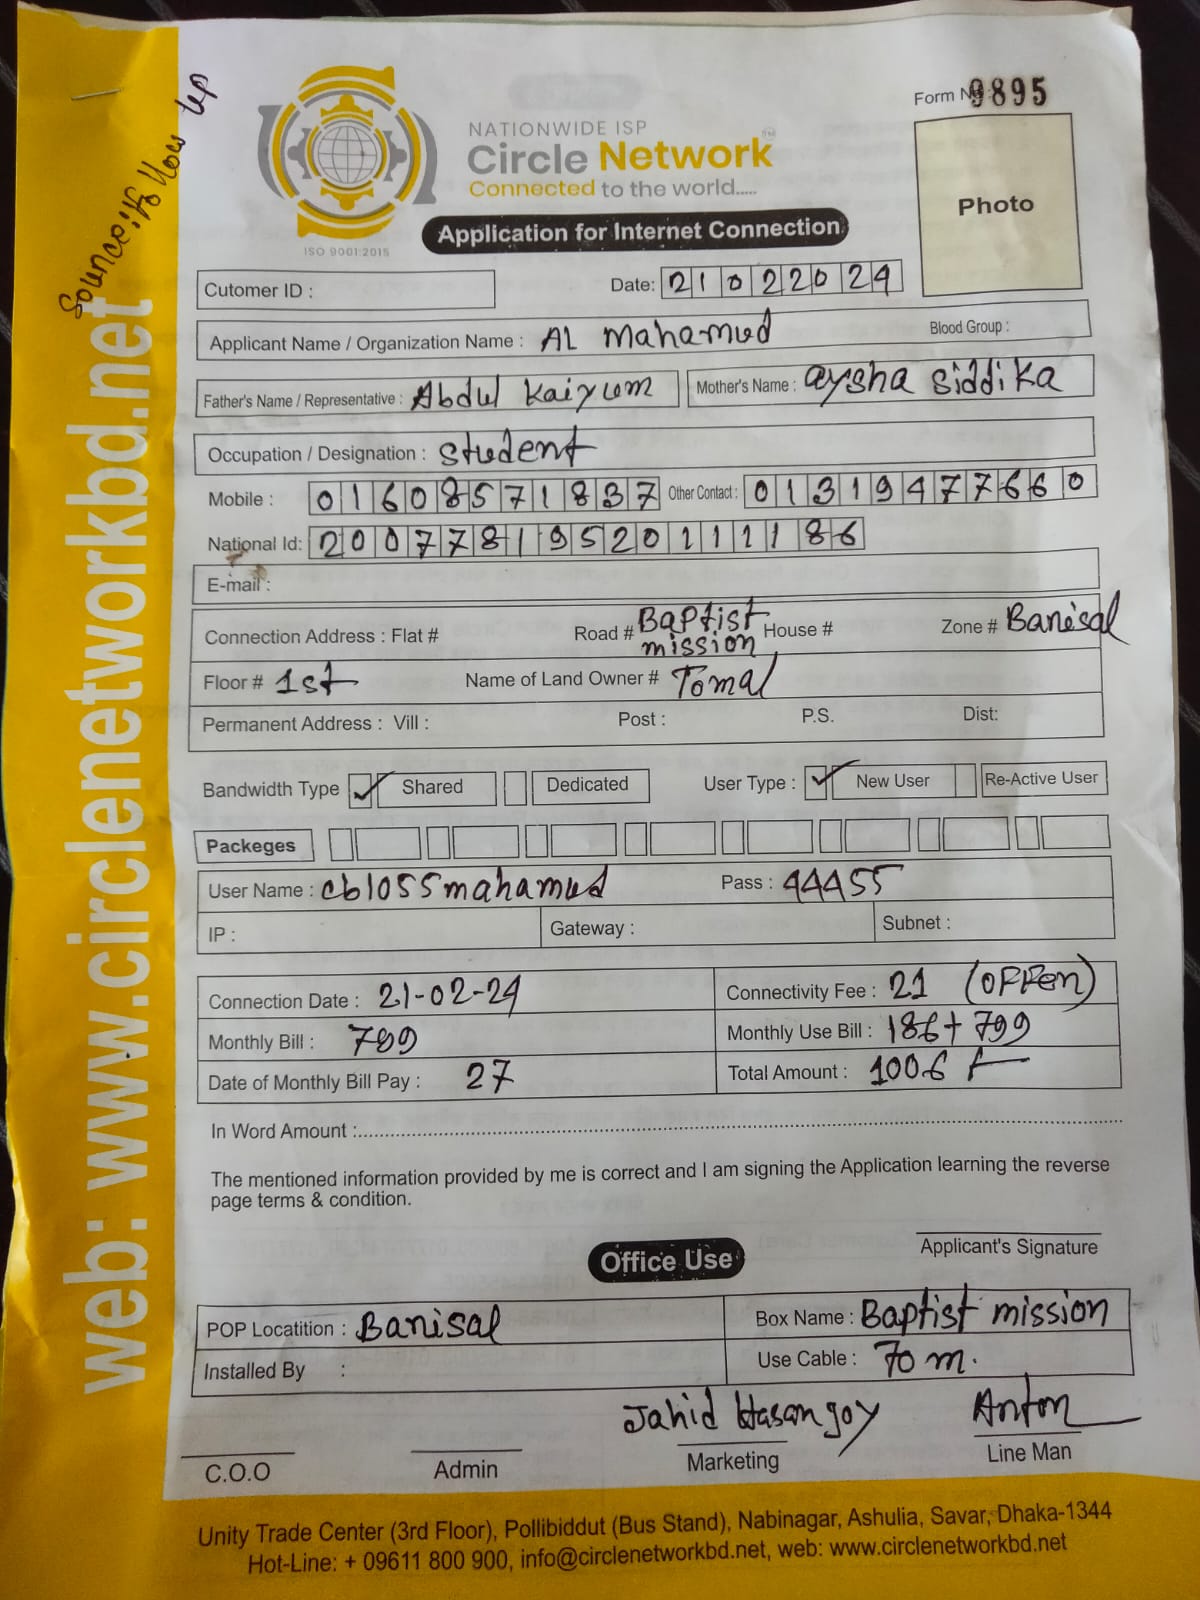 Form No 9895
NATIONWIDE ISP
Circle Network
Connected to the world.....
ISO 9001:2015
Application for Internet Connection
Photo
Cutomer ID :
Date: 21022024
Applicant Name / Organization Name : AL Mahamud
Blood Group :
Father's Name / Representative : Abdul Kaiyum
Mother's Name : aysha siddika
Occupation / Designation : student
Mobile : 01608571837 Other Contact : 01319477660
National Id: 20077819520111186
E-mail :
Connection Address : Flat # Road # Baptist mission House # Zone # Barisal
Floor # 1st Name of Land Owner # Tomal
Permanent Address : Vill : Post : P.S. Dist:
Bandwidth Type Shared Dedicated User Type : New User Re-Active User
Packeges
User Name : cb1055mahamud Pass : 44455
IP : Gateway : Subnet :
Connection Date : 21-02-24 Connectivity Fee : 21 (OFFer)
Monthly Bill : 799 Monthly Use Bill : 186+799
Date of Monthly Bill Pay : 27 Total Amount : 1006
In Word Amount :
The mentioned information provided by me is correct and I am signing the Application learning the reverse
page terms & condition.
Applicant's Signature
Office Use
POP Locatition : Barisal Box Name : Baptist mission
Installed By : Use Cable : 70 m.
Jahid Hasan joy Anton
C.O.O Admin Marketing Line Man
Unity Trade Center (3rd Floor), Pollibiddut (Bus Stand), Nabinagar, Ashulia, Savar, Dhaka-1344
Hot-Line: + 09611 800 900, info@circlenetworkbd.net, web: www.circlenetworkbd.net
web: www.circlenetworkbd.net